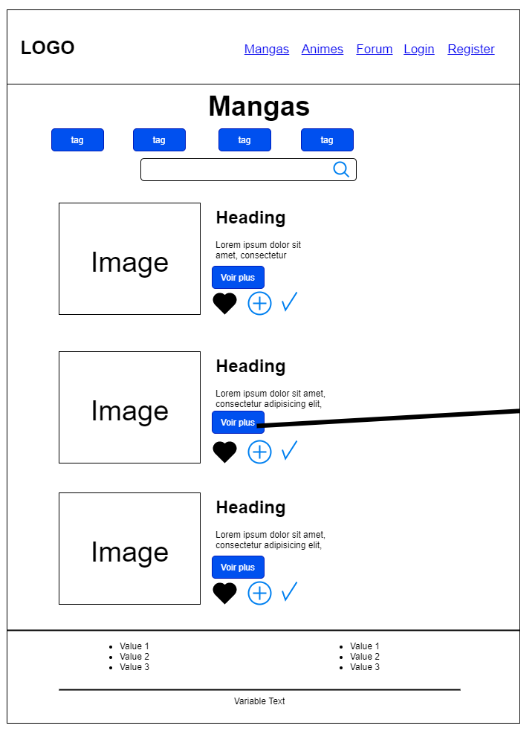 LOGO
Mangas Animes Forum Login Register
Mangas
tag tag tag tag
Image
Heading
Lorem ipsum dolor sit
amet, consectetur
Voir plus
Image
Heading
Lorem ipsum dolor sit amet,
consectetur adipisicing elit,
Voir plus
Image
Heading
Lorem ipsum dolor sit amet,
consectetur adipisicing elit,
Voir plus
Value 1
Value 2
Value 3
Value 1
Value 2
Value 3
Variable Text